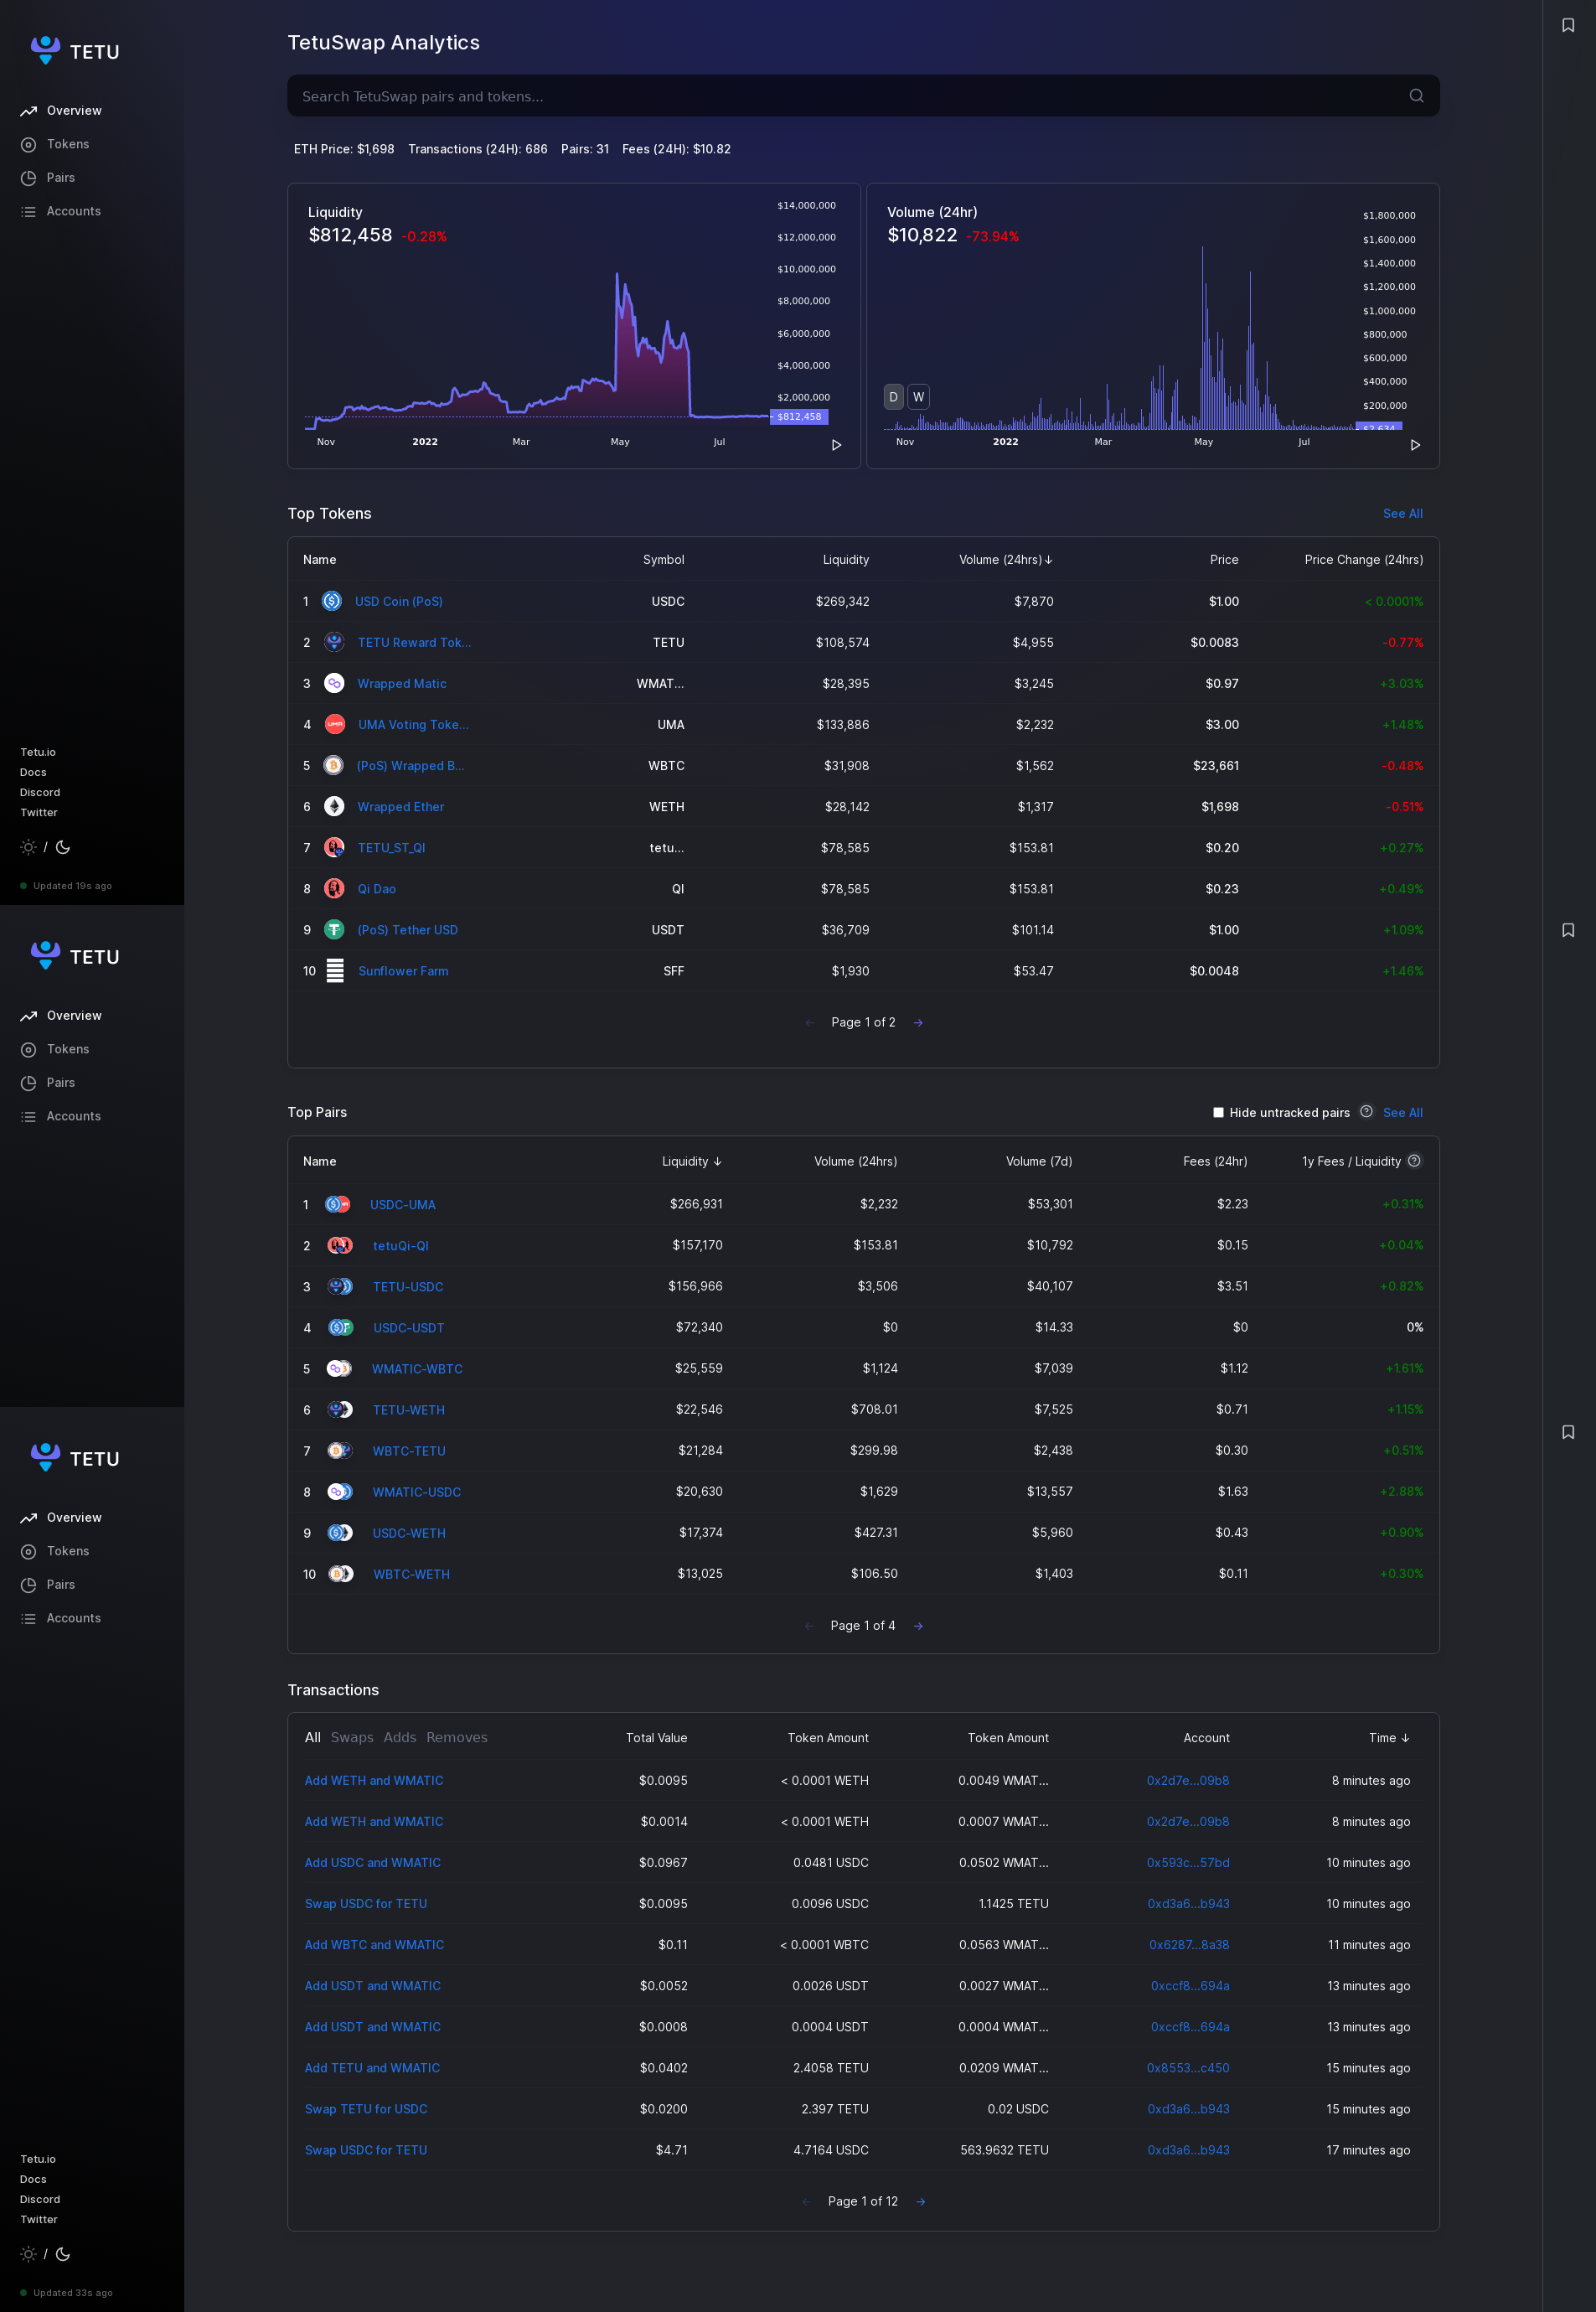 TETU
Overview
Tokens
Pairs
Accounts
Tetu.io
Docs
Discord
Twitter
/
Updated 19s ago
TETU
Overview
Tokens
Pairs
Accounts
TETU
Overview
Tokens
Pairs
Accounts
Tetu.io
Docs
Discord
Twitter
/
Updated 33s ago
TetuSwap Analytics
Search TetuSwap pairs and tokens...
ETH Price: $1,698 Transactions (24H): 686 Pairs: 31 Fees (24H): $10.82
Liquidity
$812,458 -0.28%
$14,000,000
$12,000,000
$10,000,000
$8,000,000
$6,000,000
$4,000,000
$2,000,000
$812,458
Nov 2022 Mar May Jul
Volume (24hr)
$10,822 -73.94%
$1,800,000
$1,600,000
$1,400,000
$1,200,000
$1,000,000
$800,000
$600,000
$400,000
$200,000
$2,634
D W
Nov 2022 Mar May Jul
Top Tokens See All
Name Symbol Liquidity Volume (24hrs)↓ Price Price Change (24hrs)
1 USD Coin (PoS) USDC $269,342 $7,870 $1.00 < 0.0001%
2 TETU Reward Tok... TETU $108,574 $4,955 $0.0083 -0.77%
3 Wrapped Matic WMAT... $28,395 $3,245 $0.97 +3.03%
4 UMA Voting Toke... UMA $133,886 $2,232 $3.00 +1.48%
5 (PoS) Wrapped B... WBTC $31,908 $1,562 $23,661 -0.48%
6 Wrapped Ether WETH $28,142 $1,317 $1,698 -0.51%
7 TETU_ST_QI tetu... $78,585 $153.81 $0.20 +0.27%
8 Qi Dao QI $78,585 $153.81 $0.23 +0.49%
9 (PoS) Tether USD USDT $36,709 $101.14 $1.00 +1.09%
10 Sunflower Farm SFF $1,930 $53.47 $0.0048 +1.46%
← Page 1 of 2 →
Top Pairs Hide untracked pairs See All
Name Liquidity ↓ Volume (24hrs) Volume (7d) Fees (24hr) 1y Fees / Liquidity
1 USDC-UMA $266,931 $2,232 $53,301 $2.23 +0.31%
2 tetuQi-QI $157,170 $153.81 $10,792 $0.15 +0.04%
3 TETU-USDC $156,966 $3,506 $40,107 $3.51 +0.82%
4 USDC-USDT $72,340 $0 $14.33 $0 0%
5 WMATIC-WBTC $25,559 $1,124 $7,039 $1.12 +1.61%
6 TETU-WETH $22,546 $708.01 $7,525 $0.71 +1.15%
7 WBTC-TETU $21,284 $299.98 $2,438 $0.30 +0.51%
8 WMATIC-USDC $20,630 $1,629 $13,557 $1.63 +2.88%
9 USDC-WETH $17,374 $427.31 $5,960 $0.43 +0.90%
10 WBTC-WETH $13,025 $106.50 $1,403 $0.11 +0.30%
← Page 1 of 4 →
Transactions
All Swaps Adds Removes Total Value Token Amount Token Amount Account Time ↓
Add WETH and WMATIC $0.0095 < 0.0001 WETH 0.0049 WMAT... 0x2d7e...09b8 8 minutes ago
Add WETH and WMATIC $0.0014 < 0.0001 WETH 0.0007 WMAT... 0x2d7e...09b8 8 minutes ago
Add USDC and WMATIC $0.0967 0.0481 USDC 0.0502 WMAT... 0x593c...57bd 10 minutes ago
Swap USDC for TETU $0.0095 0.0096 USDC 1.1425 TETU 0xd3a6...b943 10 minutes ago
Add WBTC and WMATIC $0.11 < 0.0001 WBTC 0.0563 WMAT... 0x6287...8a38 11 minutes ago
Add USDT and WMATIC $0.0052 0.0026 USDT 0.0027 WMAT... 0xccf8...694a 13 minutes ago
Add USDT and WMATIC $0.0008 0.0004 USDT 0.0004 WMAT... 0xccf8...694a 13 minutes ago
Add TETU and WMATIC $0.0402 2.4058 TETU 0.0209 WMAT... 0x8553...c450 15 minutes ago
Swap TETU for USDC $0.0200 2.397 TETU 0.02 USDC 0xd3a6...b943 15 minutes ago
Swap USDC for TETU $4.71 4.7164 USDC 563.9632 TETU 0xd3a6...b943 17 minutes ago
← Page 1 of 12 →